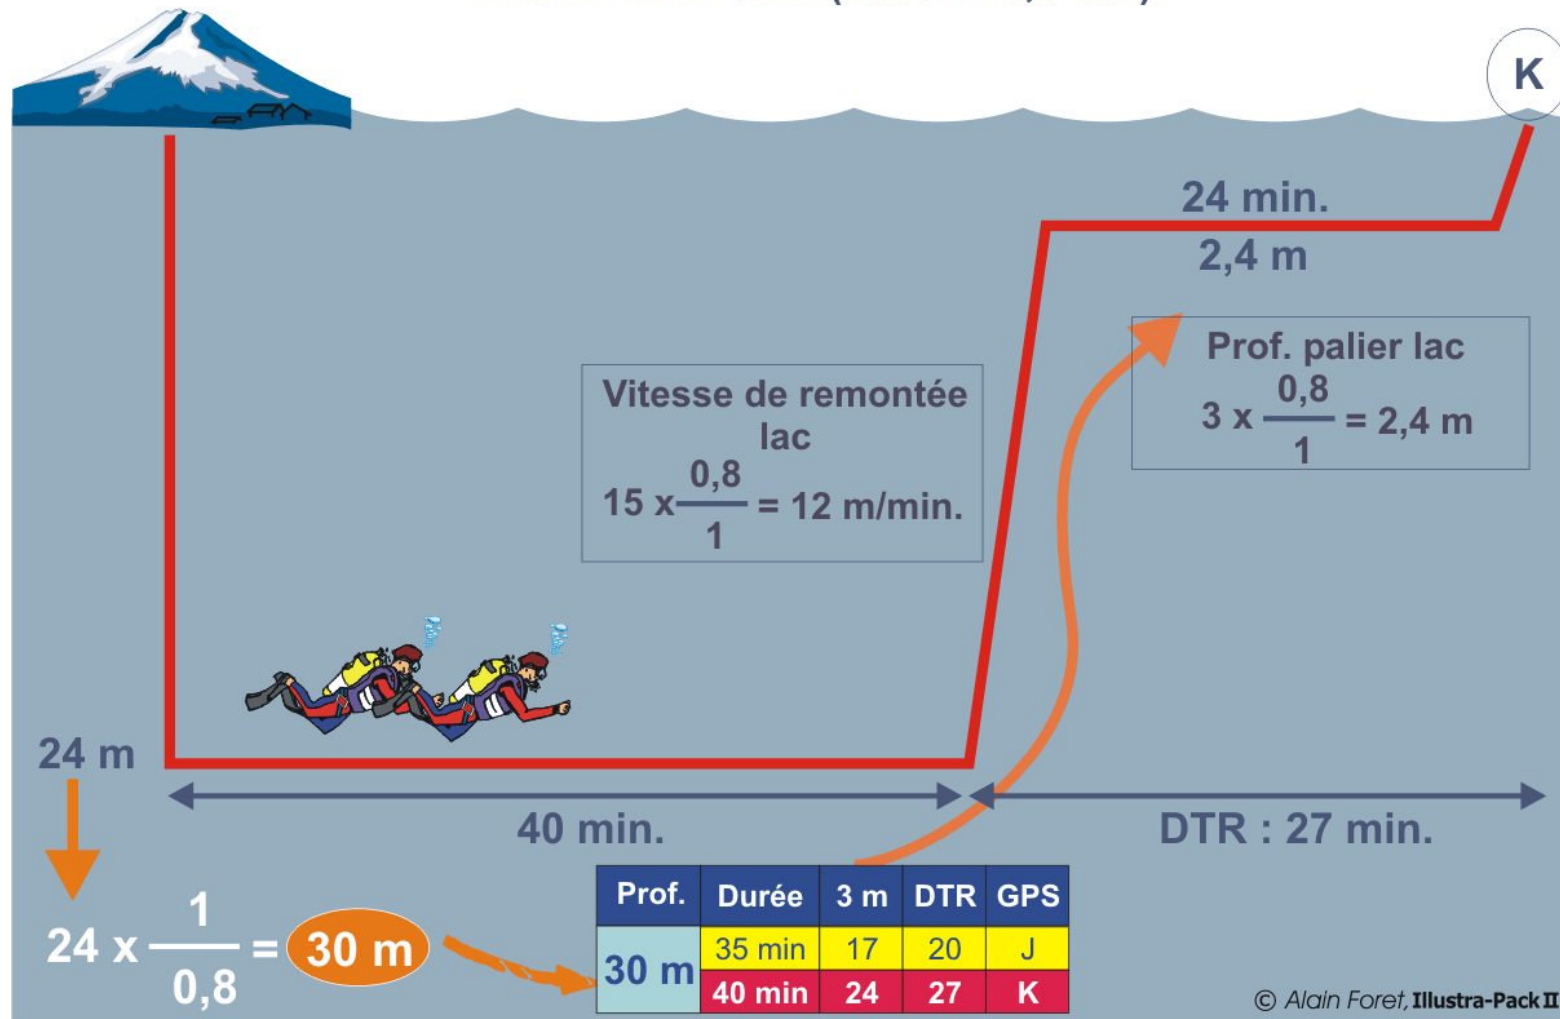 K
24 min.
2,4 m
Prof. palier lac
3 x 0,8
1 = 2,4 m
Vitesse de remontée
lac
15 x 0,8
1 = 12 m/min.
24 m
40 min.
DTR : 27 min.
24 x 1
0,8 = 30 m
Prof. Durée 3 m DTR GPS
30 m
35 min 17 20 J
40 min 24 27 K
© Alain Foret, Illustra-Pack II